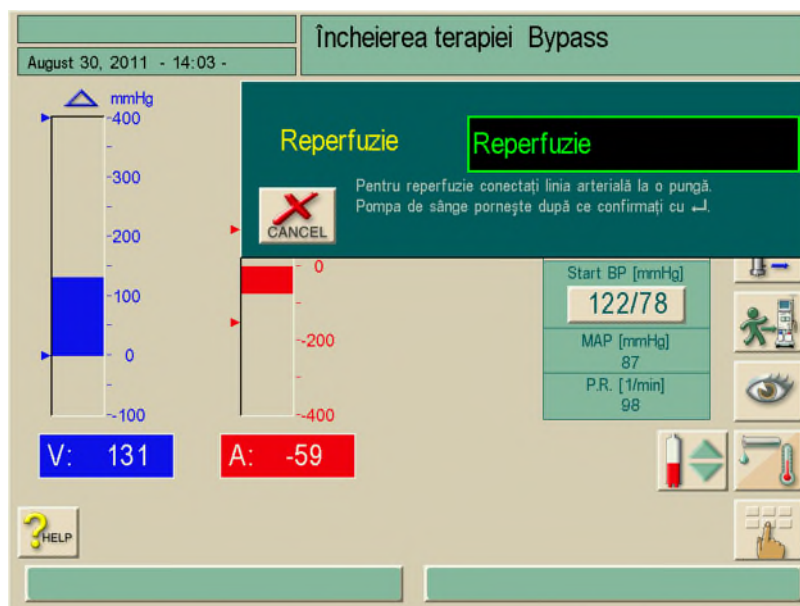 Încheierea terapiei Bypass
August 30, 2011 - 14:03 -
mmHg
400
300
200
100
0
-100
Reperfuzie
Reperfuzie
Pentru reperfuzie conectați linia arterială la o pungă.
Pompa de sânge pornește după ce confirmați cu ↵.
CANCEL
0
-200
-400
Start BP [mmHg]
122/78
MAP [mmHg]
87
P.R. [1/min]
98
V: 131
A: -59
HELP